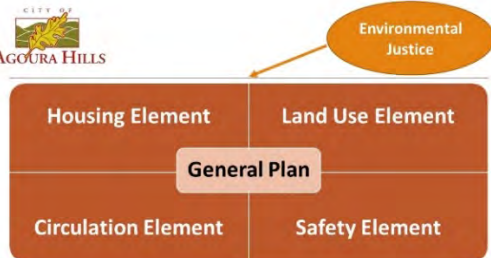 CITY OF
AGOURA HILLS
Environmental
Justice
Housing Element
Land Use Element
General Plan
Circulation Element
Safety Element